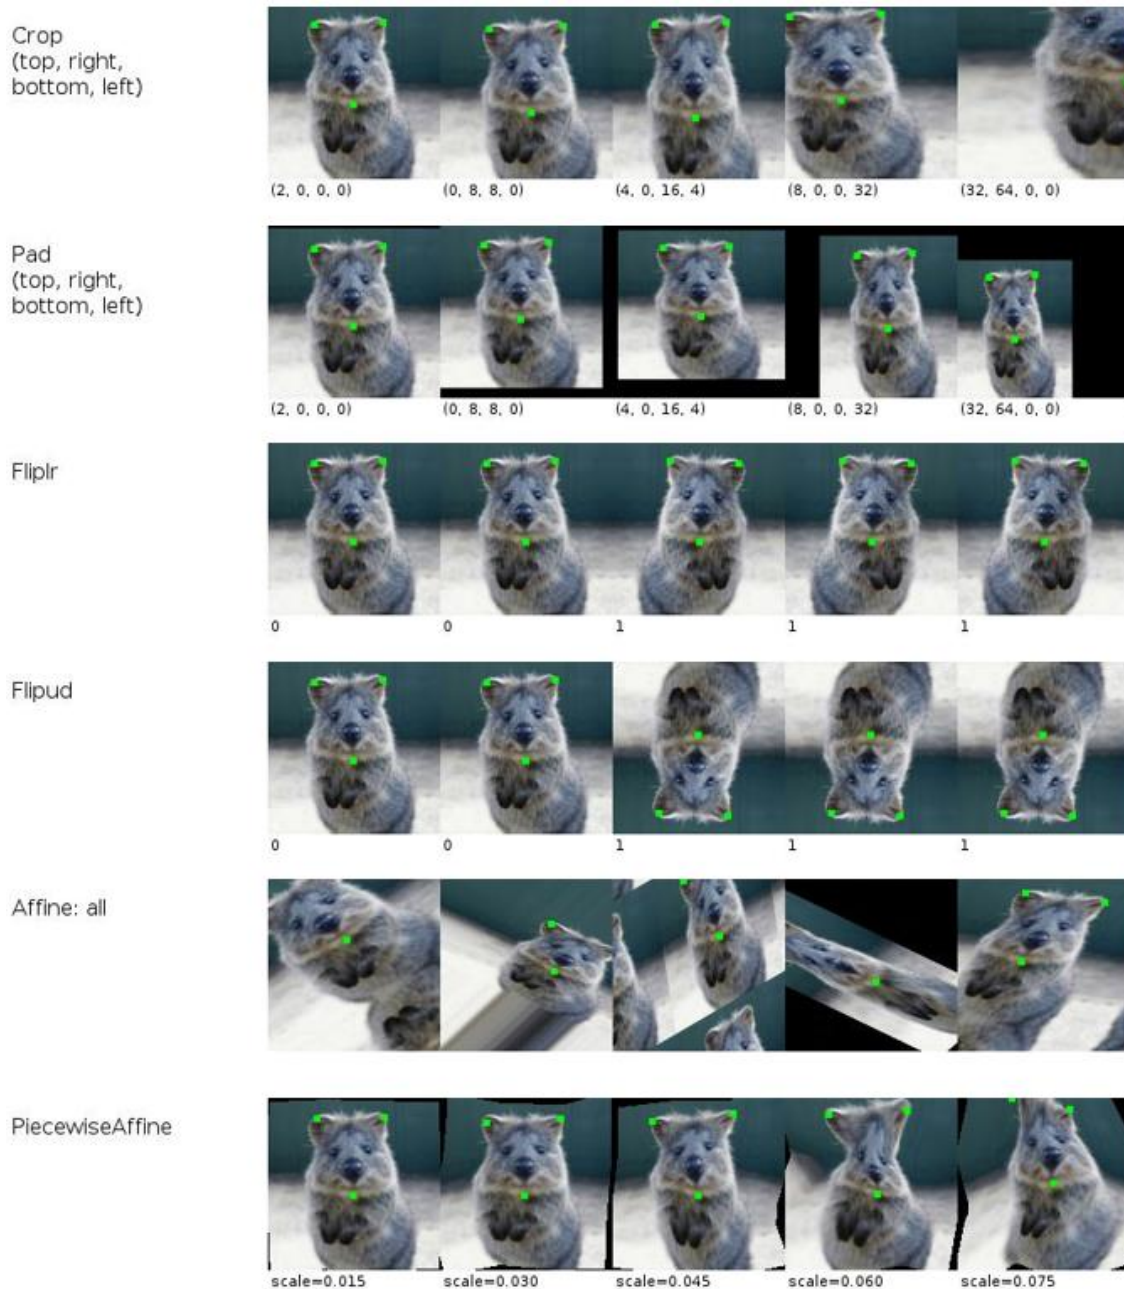 Crop
(top, right,
bottom, left)
(2, 0, 0, 0) (0, 8, 8, 0) (4, 0, 16, 4) (8, 0, 0, 32) (32, 64, 0, 0)
Pad
(top, right,
bottom, left)
(2, 0, 0, 0) (0, 8, 8, 0) (4, 0, 16, 4) (8, 0, 0, 32) (32, 64, 0, 0)
Fliplr
0 0 1 1 1
Flipud
0 0 1 1 1
Affine: all
PiecewiseAffine
scale=0.015 scale=0.030 scale=0.045 scale=0.060 scale=0.075